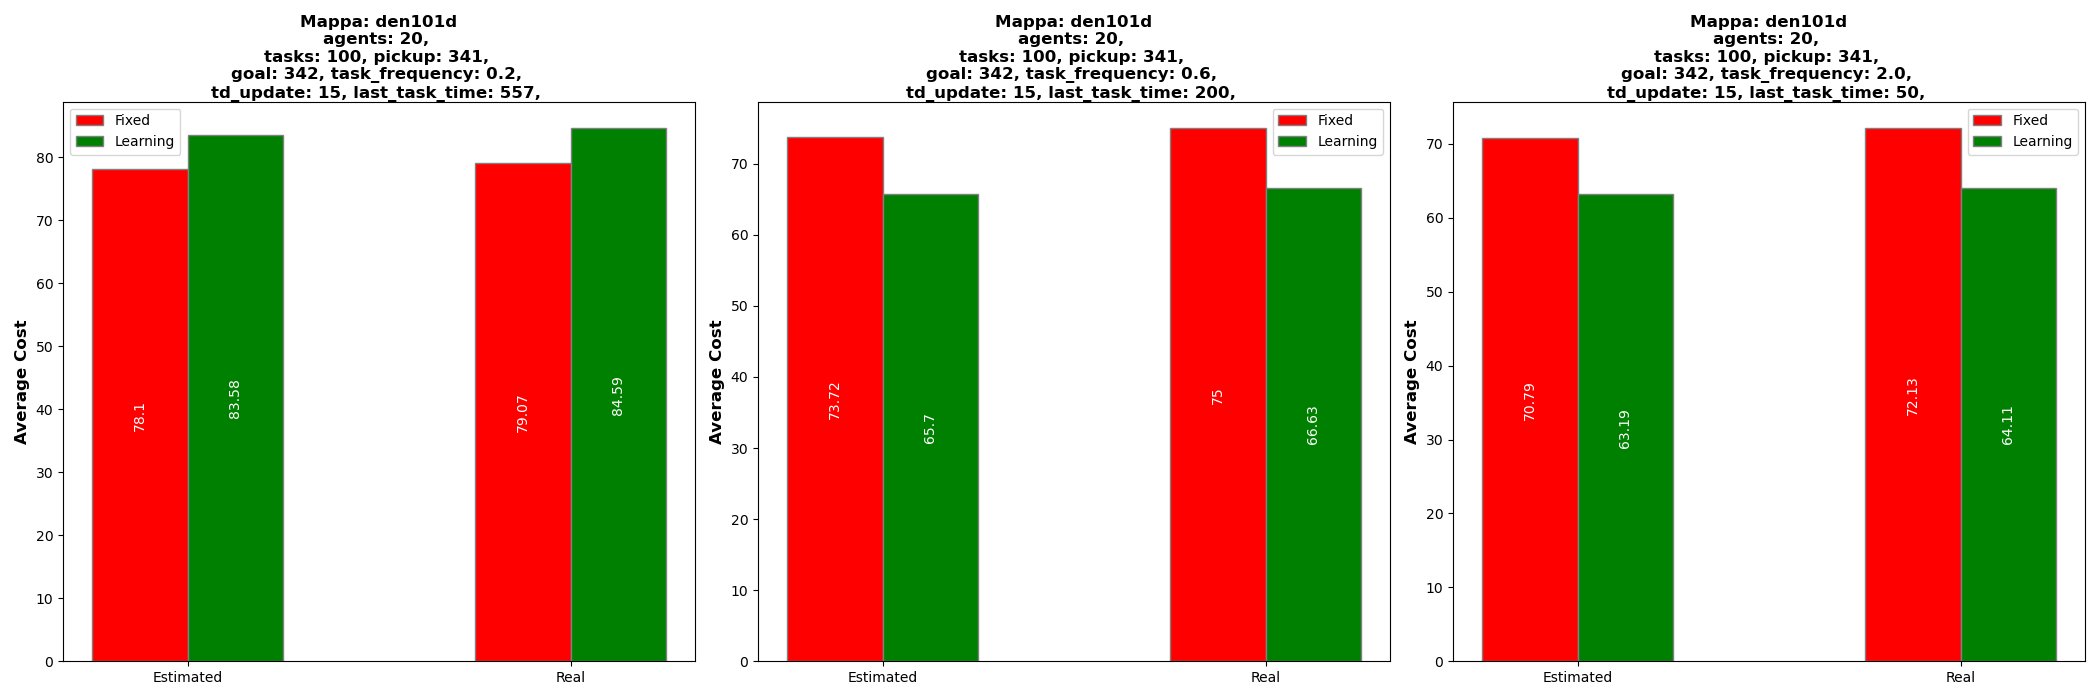 Mappa: den101d
agents: 20,
tasks: 100, pickup: 341,
goal: 342, task_frequency: 0.2,
td_update: 15, last_task_time: 557,
Fixed
Learning
Average Cost
80
70
60
50
40
30
20
10
0
78.1
83.58
79.07
84.59
Estimated
Real
Mappa: den101d
agents: 20,
tasks: 100, pickup: 341,
goal: 342, task_frequency: 0.6,
td_update: 15, last_task_time: 200,
Fixed
Learning
Average Cost
70
60
50
40
30
20
10
0
73.72
65.7
75
66.63
Estimated
Real
Mappa: den101d
agents: 20,
tasks: 100, pickup: 341,
goal: 342, task_frequency: 2.0,
td_update: 15, last_task_time: 50,
Fixed
Learning
Average Cost
70
60
50
40
30
20
10
0
70.79
63.19
72.13
64.11
Estimated
Real